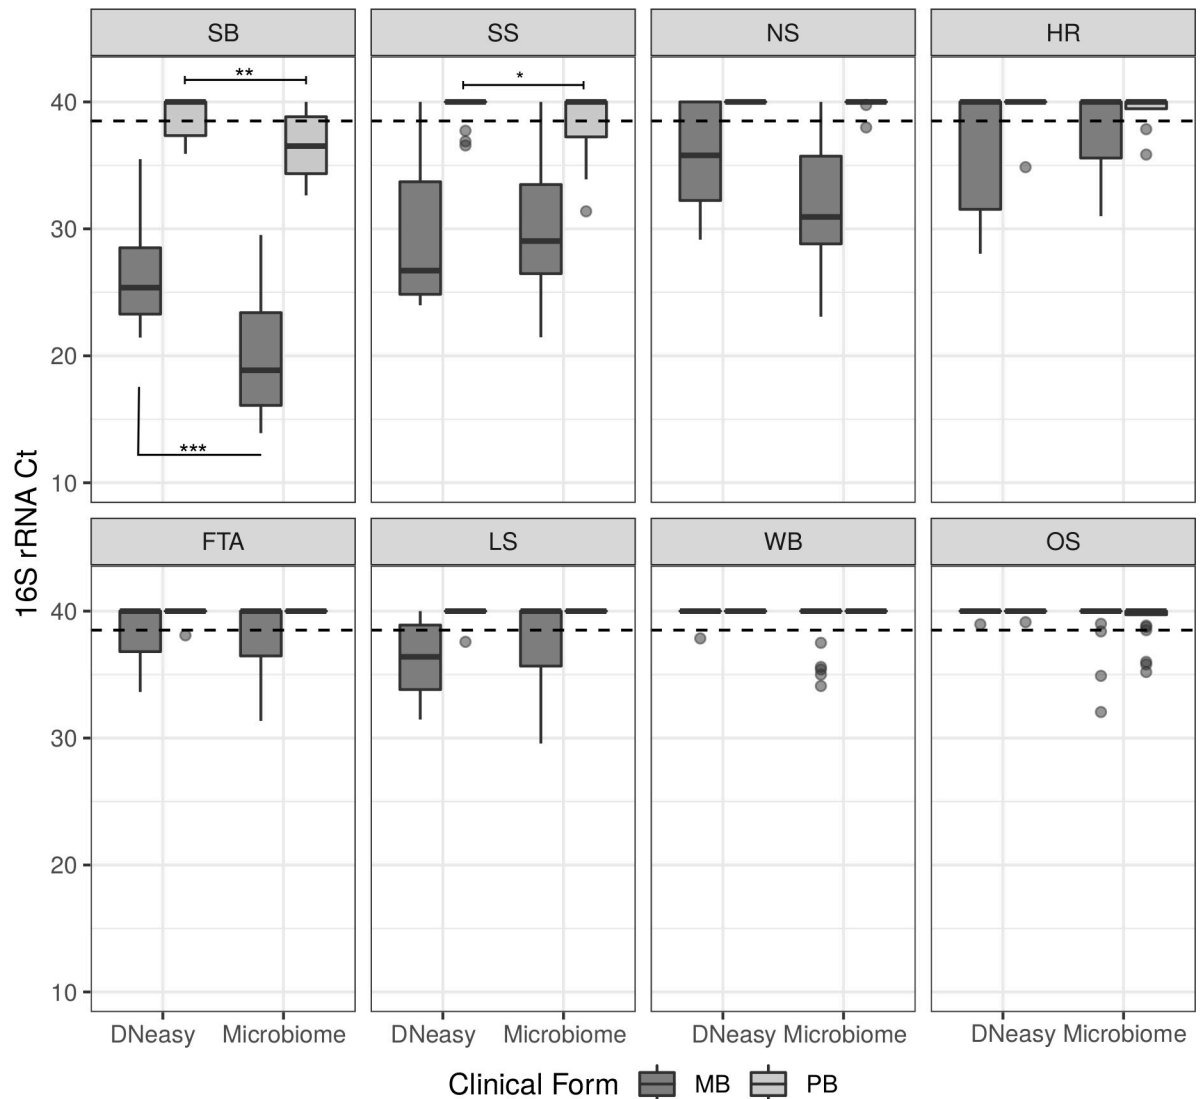 SB SS NS HR
** *
40
30
20
***
10
16S rRNA Ct
FTA LS WB OS
40
30
20
10
DNeasy Microbiome DNeasy Microbiome DNeasy Microbiome DNeasy Microbiome
Clinical Form MB PB